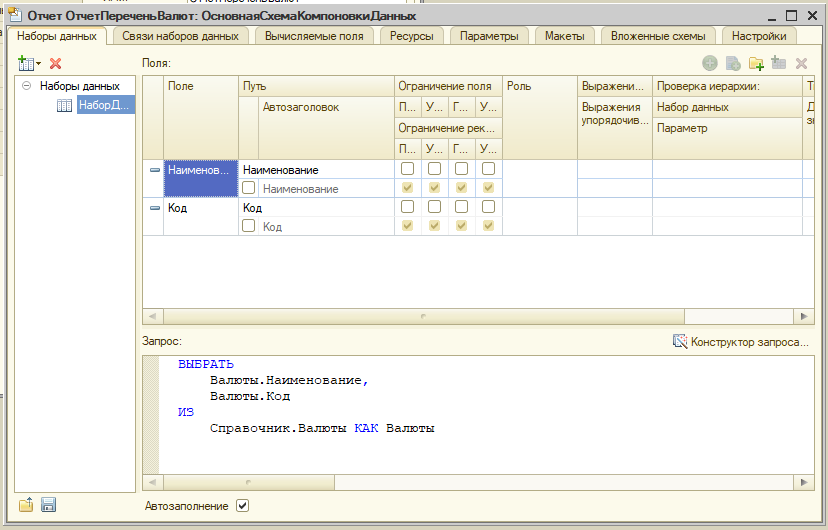 Отчет ОтчетПереченьВалют: ОсновнаяСхемаКомпоновкиДанных
Наборы данных Связи наборов данных Вычисляемые поля Ресурсы Параметры Макеты Вложенные схемы Настройки
Поля:
Наборы данных
НаборД...
Поле Путь Ограничение поля Роль Выражени... Проверка иерархии:
Автозаголовок П... У... Г... У... Выражения упорядочив... Набор данных
Ограничение рек... Параметр
П... У... Г... У...
Наименов... Наименование
Наименование
Код Код
Код
Запрос:
Конструктор запроса...
ВЫБРАТЬ
Валюты.Наименование,
Валюты.Код
ИЗ
Справочник.Валюты КАК Валюты
Автозаполнение